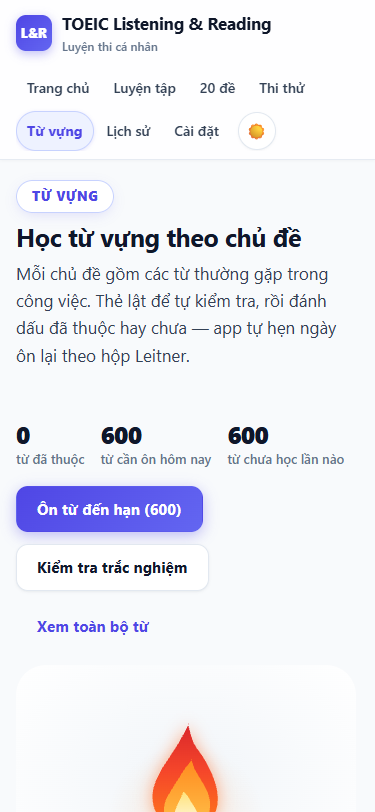 L&R
TOEIC Listening & Reading
Luyện thi cá nhân
Trang chủ Luyện tập 20 đề Thi thử
Từ vựng Lịch sử Cài đặt
TỪ VỰNG
Học từ vựng theo chủ đề
Mỗi chủ đề gồm các từ thường gặp trong
công việc. Thẻ lật để tự kiểm tra, rồi đánh
dấu đã thuộc hay chưa — app tự hẹn ngày
ôn lại theo hộp Leitner.
0 600 600
từ đã thuộc từ cần ôn hôm nay từ chưa học lần nào
Ôn từ đến hạn (600)
Kiểm tra trắc nghiệm
Xem toàn bộ từ